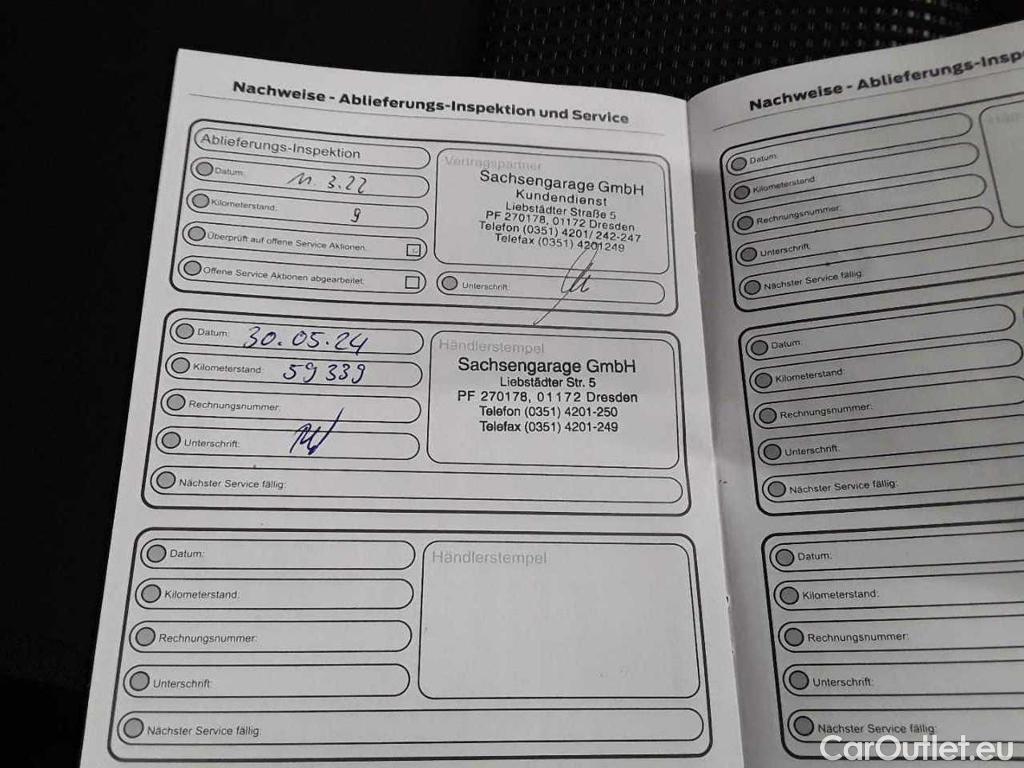 Nachweise - Ablieferungs-Inspektion und Service
Ablieferungs-Inspektion
Datum: 11.3.22
Kilometerstand: 9
Überprüft auf offene Service Aktionen:
Offene Service Aktionen abgearbeitet:
Vertragspartner
Sachsengarage GmbH
Kundendienst
Liebstädter Straße 5
PF 270178, 01172 Dresden
Telefon (0351) 4201/ 242-247
Telefax (0351) 4201249
Unterschrift:
Datum: 30.05.24
Kilometerstand: 59339
Rechnungsnummer:
Unterschrift:
Nächster Service fällig:
Händlerstempel
Sachsengarage GmbH
Liebstädter Str. 5
PF 270178, 01172 Dresden
Telefon (0351) 4201-250
Telefax (0351) 4201-249
Datum:
Kilometerstand:
Rechnungsnummer:
Unterschrift:
Nächster Service fällig:
Händlerstempel
Nachweise - Ablieferungs-Insp
Datum:
Kilometerstand:
Rechnungsnummer:
Unterschrift:
Nächster Service fällig:
Datum:
Kilometerstand:
Rechnungsnummer:
Unterschrift:
Nächster Service fällig:
Datum:
Kilometerstand:
Rechnungsnummer:
Unterschrift:
Nächster Service fällig:
CarOutlet.eu